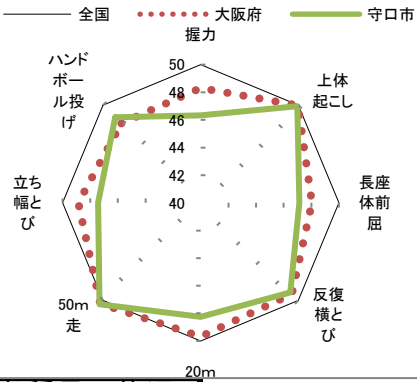 全国 大阪府 守口市
握力
50
48
46
44
42
40
上体
起こし
長座
体前
屈
反復
横と
び
20m
50m
走
立ち
幅と
び
ハンド
ボー
ル投
げ